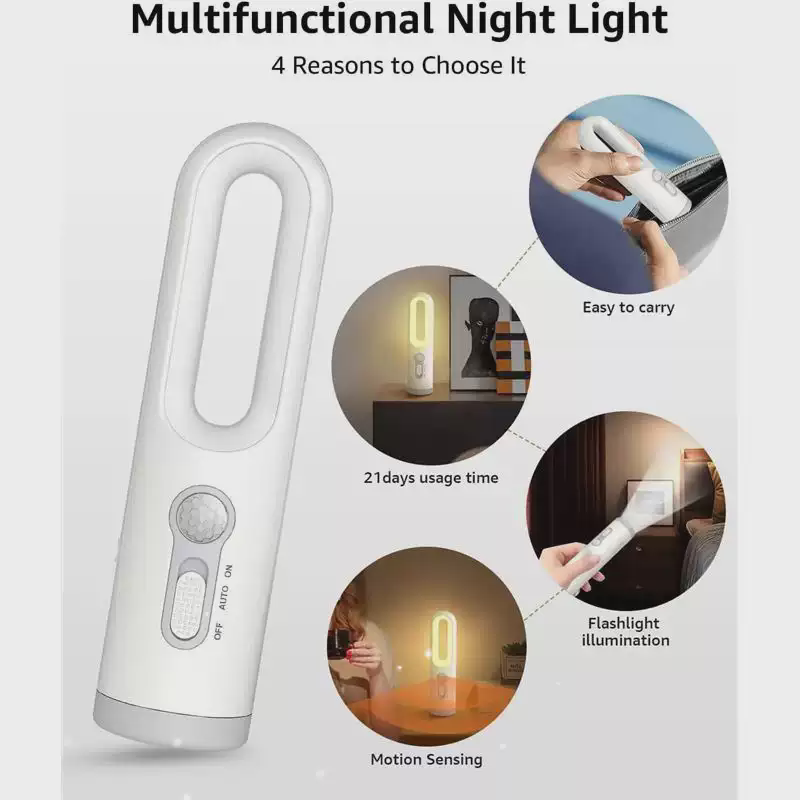 Multifunctional Night Light
4 Reasons to Choose It
Easy to carry
21days usage time
Flashlight
illumination
Motion Sensing
ON
AUTO
OFF